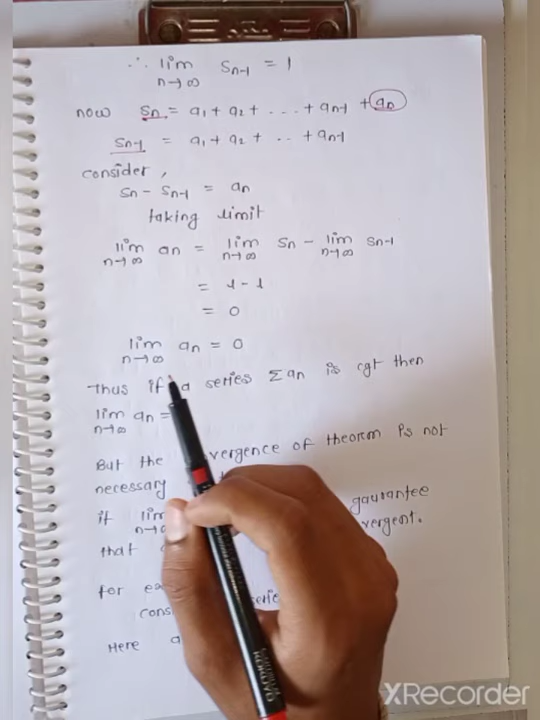 ∴ lim n→∞ Sn-1 = 1
now Sn = a1 + a2 + ... + an-1 + an
Sn-1 = a1 + a2 + .. + an-1
consider,
Sn - Sn-1 = an
taking limit
lim n→∞ an = lim n→∞ Sn - lim n→∞ Sn-1
= 1 - 1
= 0
lim n→∞ an = 0
Thus if a series Σan is cgt then
lim n→∞ an =
But the vergence of theorm is not
necessary
if lim gaurantee
that vergent.
for
cons
Here a
XRecorder